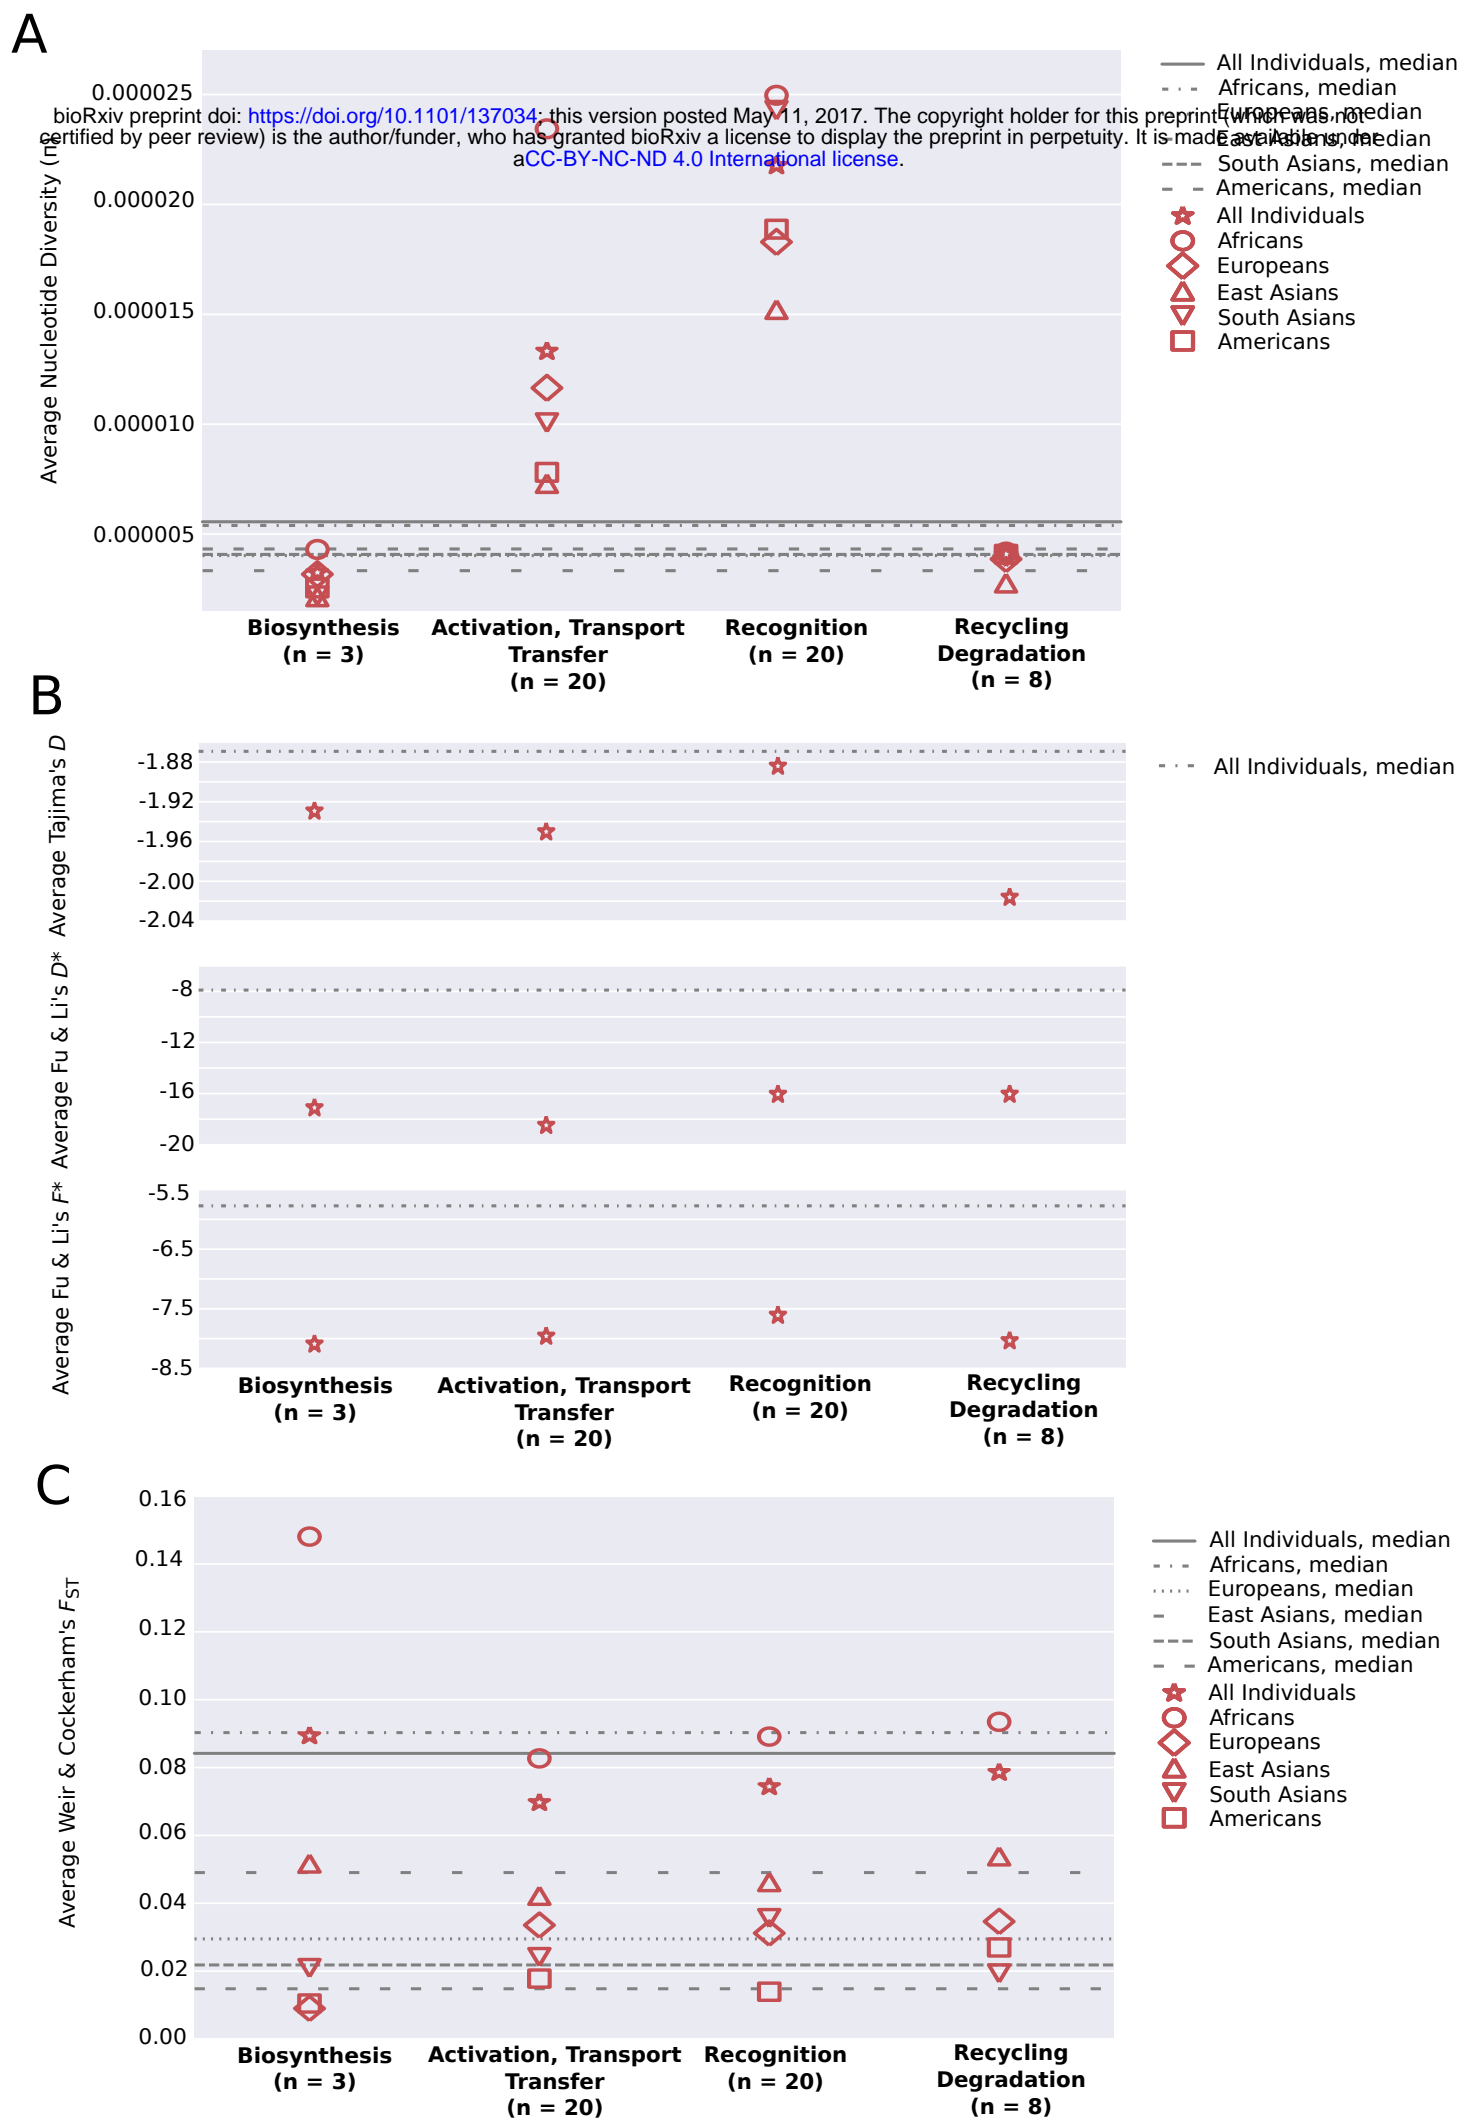 A
0.000025
0.000020
0.000015
0.000010
0.000005
Average Nucleotide Diversity (π)
bioRxiv preprint doi: https://doi.org/10.1101/137034; this version posted May 11, 2017. The copyright holder for this preprint (which was not
certified by peer review) is the author/funder, who has granted bioRxiv a license to display the preprint in perpetuity. It is made available under
aCC-BY-NC-ND 4.0 International license.
All Individuals, median
Africans, median
Europeans, median
East Asians, median
South Asians, median
Americans, median
All Individuals
Africans
Europeans
East Asians
South Asians
Americans
Biosynthesis
(n = 3)
Activation, Transport
Transfer
(n = 20)
Recognition
(n = 20)
Recycling
Degradation
(n = 8)
B
Average Tajima's D
-1.88
-1.92
-1.96
-2.00
-2.04
All Individuals, median
Average Fu & Li's D*
-8
-12
-16
-20
Average Fu & Li's F*
-5.5
-6.5
-7.5
-8.5
Biosynthesis
(n = 3)
Activation, Transport
Transfer
(n = 20)
Recognition
(n = 20)
Recycling
Degradation
(n = 8)
C
Average Weir & Cockerham's FST
0.16
0.14
0.12
0.10
0.08
0.06
0.04
0.02
0.00
All Individuals, median
Africans, median
Europeans, median
East Asians, median
South Asians, median
Americans, median
All Individuals
Africans
Europeans
East Asians
South Asians
Americans
Biosynthesis
(n = 3)
Activation, Transport
Transfer
(n = 20)
Recognition
(n = 20)
Recycling
Degradation
(n = 8)